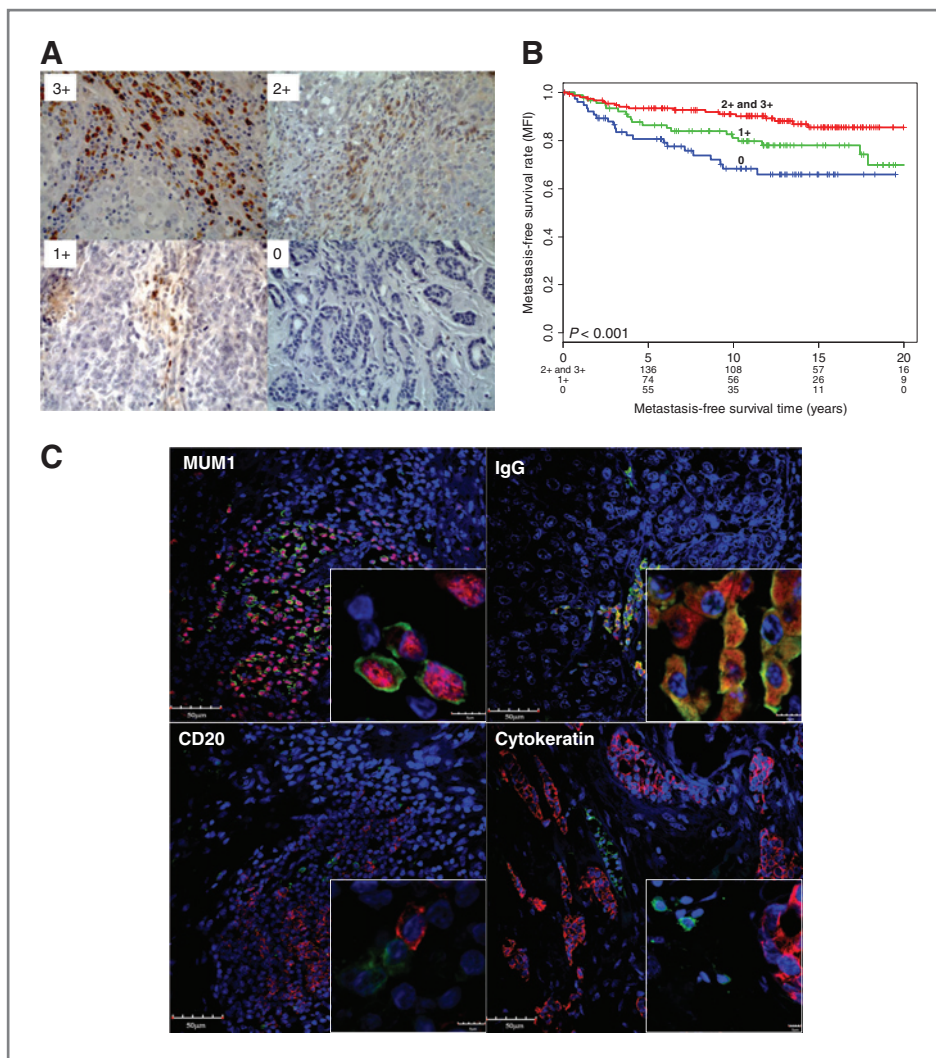 A
3+
2+
1+
0
B
Metastasis-free survival rate (MFI)
1.0
0.8
0.6
0.4
0.2
0.0
2+ and 3+
1+
0
P < 0.001
0 5 10 15 20
2+ and 3+ 136 108 57 16
1+ 74 56 26 9
0 55 35 11 0
Metastasis-free survival time (years)
C
MUM1
50µm
IgG
50µm
CD20
50µm
Cytokeratin
50µm